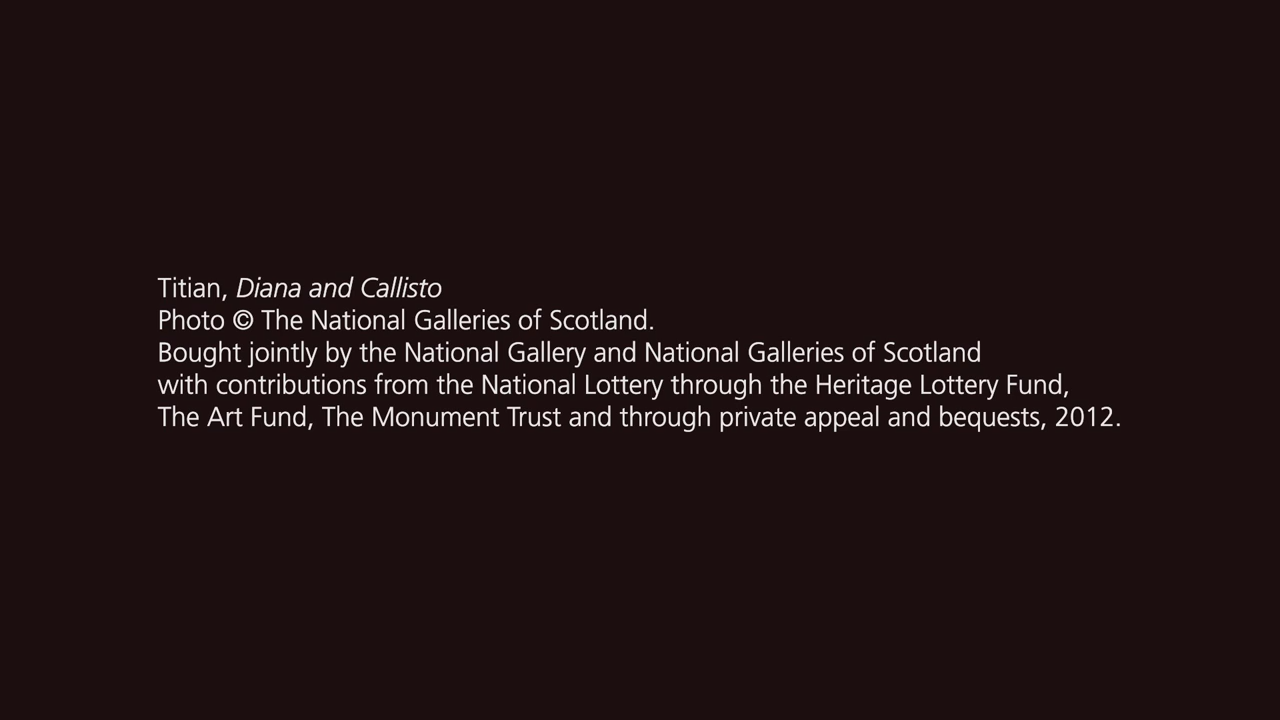 Titian, Diana and Callisto
Photo © The National Galleries of Scotland.
Bought jointly by the National Gallery and National Galleries of Scotland
with contributions from the National Lottery through the Heritage Lottery Fund,
The Art Fund, The Monument Trust and through private appeal and bequests, 2012.